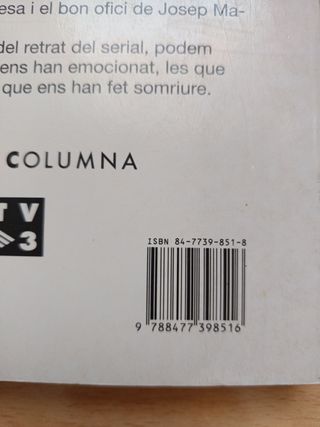 esa i el bon ofici de Josep Ma-
del retrat del serial, podem
ens han emocionat, les que
que ens han fet somriure.
COLUMNA
TV
3
ISBN 84-7739-851-8
9 788477 398516